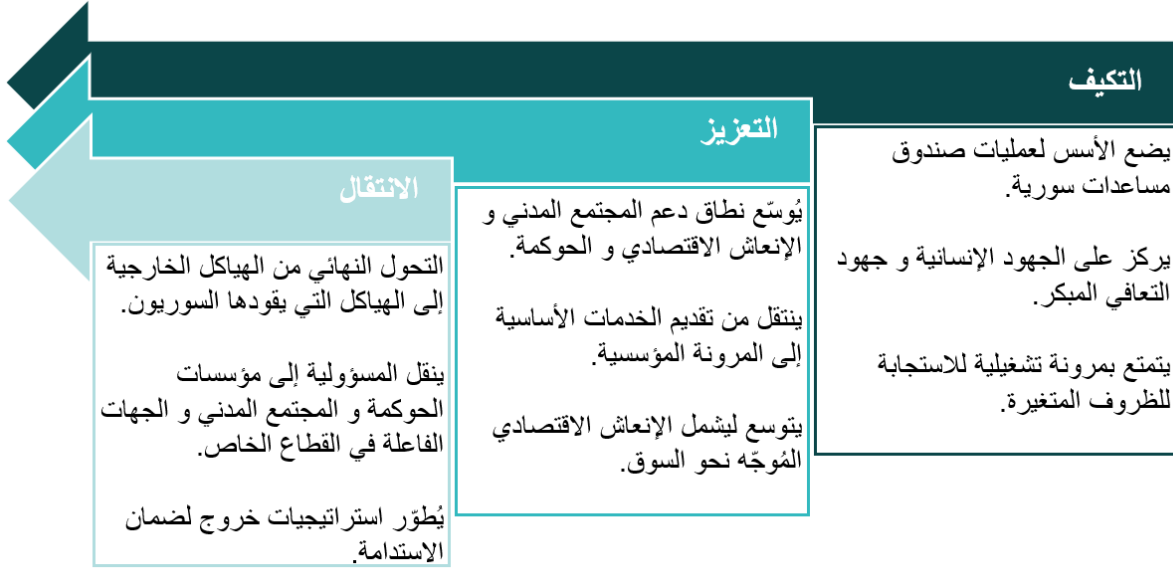 التكيف
يضع الأسس لعمليات صندوق
مساعدات سورية.
يركز على الجهود الإنسانية و جهود
التعافي المبكر.
يتمتع بمرونة تشغيلية للاستجابة
للظروف المتغيرة.
التعزيز
يُوسّع نطاق دعم المجتمع المدني و
الإنعاش الاقتصادي و الحوكمة.
ينتقل من تقديم الخدمات الأساسية
إلى المرونة المؤسسية.
يتوسع ليشمل الإنعاش الاقتصادي
المُوجّه نحو السوق.
الانتقال
التحول النهائي من الهياكل الخارجية
إلى الهياكل التي يقودها السوريون.
ينقل المسؤولية إلى مؤسسات
الحوكمة و المجتمع المدني و الجهات
الفاعلة في القطاع الخاص.
يُطوّر استراتيجيات خروج لضمان
الاستدامة.